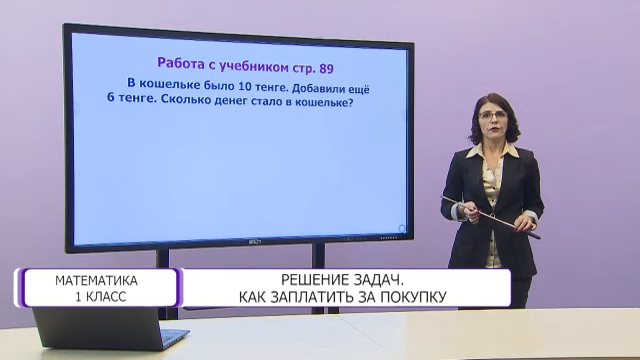 Работа с учебником стр. 89
В кошельке было 10 тенге. Добавили ещё
6 тенге. Сколько денег стало в кошельке?
МАТЕМАТИКА
1 КЛАСС
РЕШЕНИЕ ЗАДАЧ.
КАК ЗАПЛАТИТЬ ЗА ПОКУПКУ